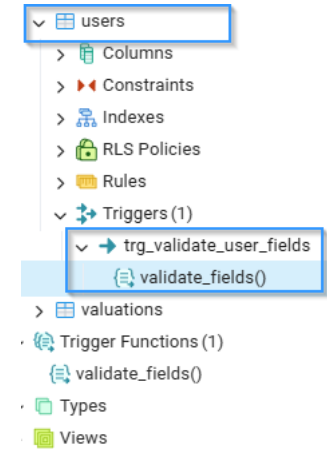 users
Columns
Constraints
Indexes
RLS Policies
Rules
Triggers (1)
trg_validate_user_fields
validate_fields()
valuations
Trigger Functions (1)
validate_fields()
Types
Views